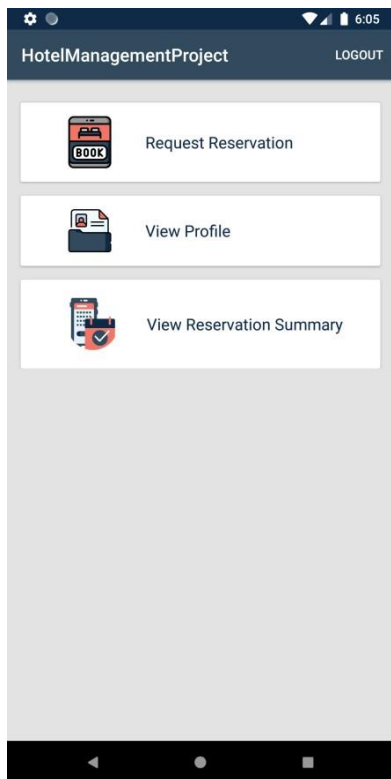 6:05
HotelManagementProject LOGOUT
BOOK
Request Reservation
View Profile
View Reservation Summary